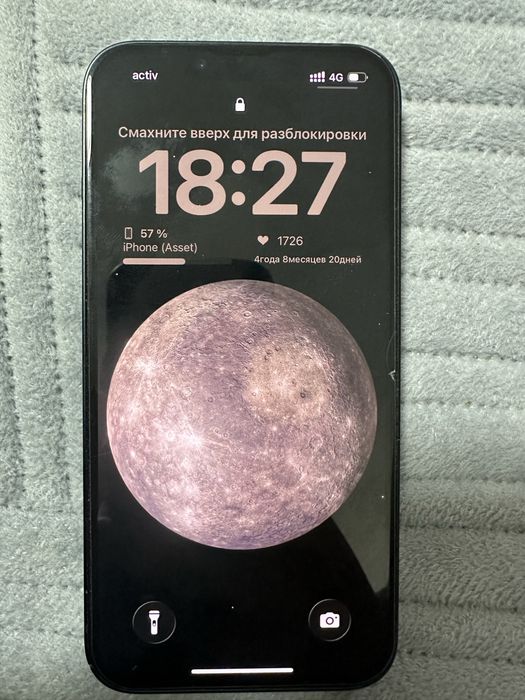 activ 4G
Смахните вверх для разблокировки
18:27
57 %
iPhone (Asset)
1726
4года 8месяцев 20дней